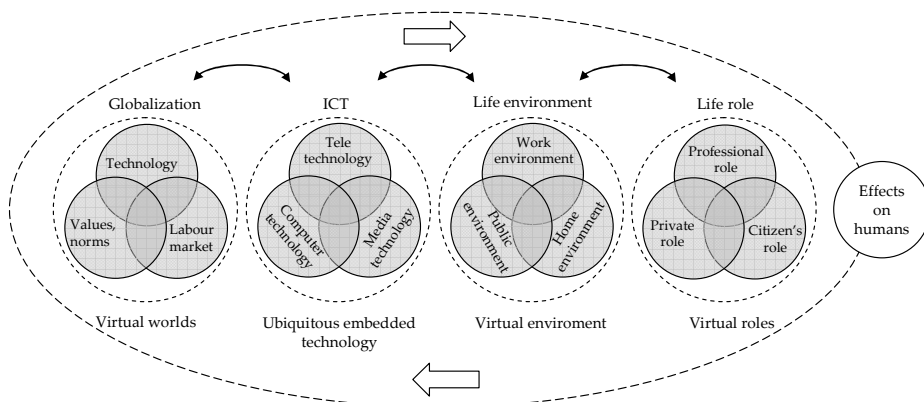 Globalization
Technology
Values,
norms
Labour
market
Virtual worlds
ICT
Tele
technology
Computer
technology
Media
technology
Ubiquitous embedded
technology
Life environment
Work
environment
Public
environment
Home
environment
Virtual enviroment
Life role
Professional
role
Private
role
Citizen's
role
Virtual roles
Effects
on
humans